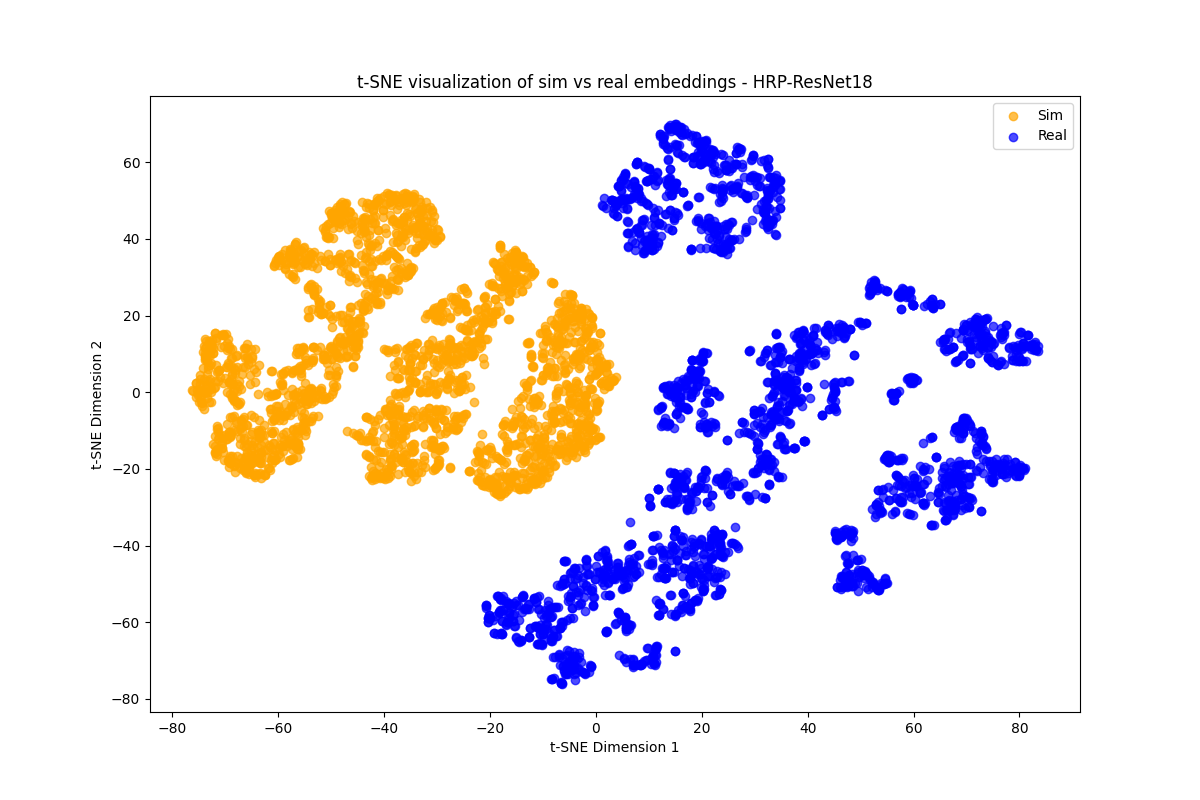 t-SNE visualization of sim vs real embeddings - HRP-ResNet18
Sim
Real
60
40
20
0
−20
−40
−60
−80
t-SNE Dimension 2
−80 −60 −40 −20 0 20 40 60 80
t-SNE Dimension 1